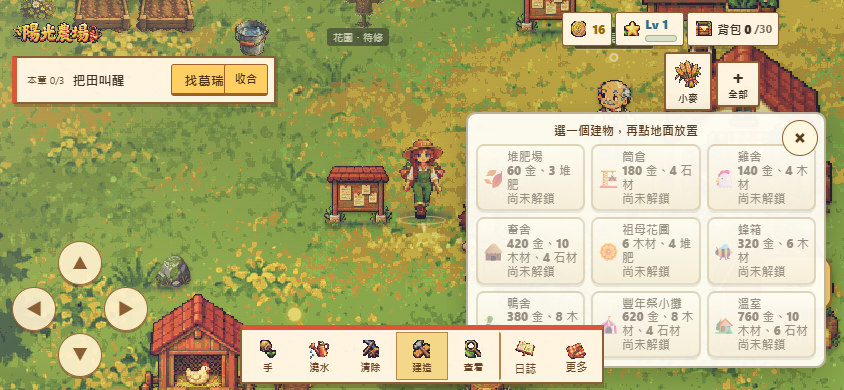 陽光農場
花圃·待修
16
Lv 1
背包 0 /30
本章 0/3 把田叫醒
找葛瑞
收合
小麥
+
全部
選一個建物，再點地面放置
×
堆肥場
60 金、3 堆
肥
尚未解鎖
筒倉
180 金、4 石
材
尚未解鎖
雞舍
140 金、4 木
材
尚未解鎖
畜舍
420 金、10
木材、4 石材
尚未解鎖
祖母花圃
6 木材、4 堆
肥
尚未解鎖
蜂箱
320 金、6 木
材
尚未解鎖
鴨舍
380 金、8 木
豐年祭小攤
620 金、8 木
材、4 石材
尚未解鎖
溫室
760 金、10
木材、6 石材
尚未解鎖
手
澆水
清除
建造
查看
日誌
更多